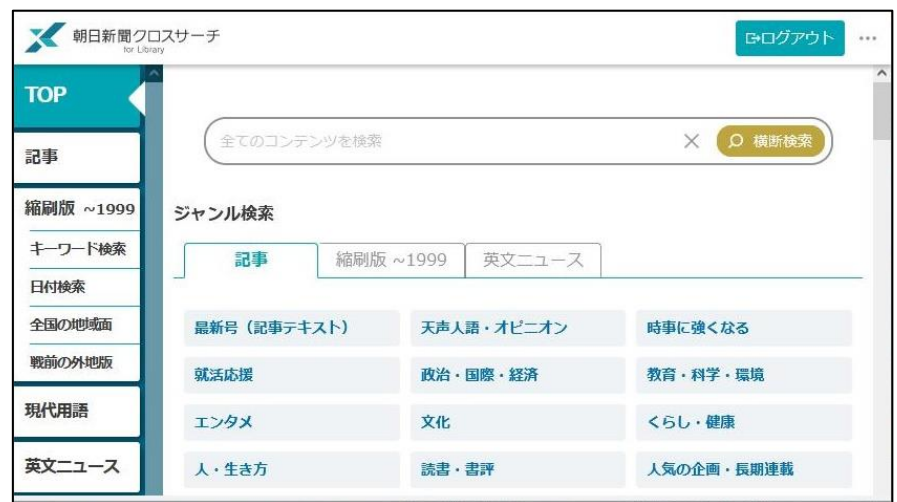 朝日新聞クロスサーチ
for Library
ログアウト
TOP
記事
縮刷版 ~1999
キーワード検索
日付検索
全国の地域面
戦前の外地版
現代用語
英文ニュース
全てのコンテンツを検索
横断検索
ジャンル検索
記事 縮刷版 ~1999 英文ニュース
最新号（記事テキスト） 天声人語・オピニオン 時事に強くなる
就活応援 政治・国際・経済 教育・科学・環境
エンタメ 文化 くらし・健康
人・生き方 読書・書評 人気の企画・長期連載